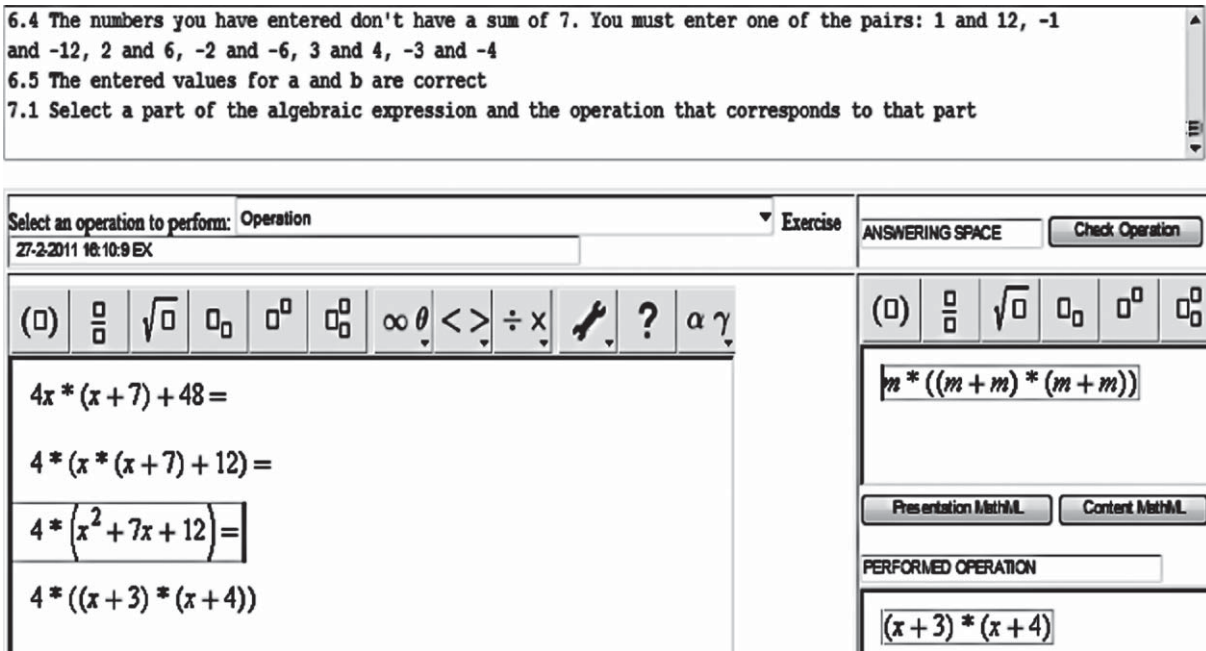 6.4 The numbers you have entered don't have a sum of 7. You must enter one of the pairs: 1 and 12, -1
and -12, 2 and 6, -2 and -6, 3 and 4, -3 and -4
6.5 The entered values for a and b are correct
7.1 Select a part of the algebraic expression and the operation that corresponds to that part
Select an operation to perform: Operation Exercise
27-2-2011 16:10:9 EX
ANSWERING SPACE Check Operation
(□) □/□ √□ □□ □^□ □□^□ ∞ θ < > ÷ x ? α γ
(□) □/□ √□ □□ □^□ □□^□
4x * (x + 7) + 48 =
4 * (x * (x + 7) + 12) =
4 * (x² + 7x + 12) =
4 * ((x + 3) * (x + 4))
m * ((m + m) * (m + m))
Presentation MathML Content MathML
PERFORMED OPERATION
(x + 3) * (x + 4)